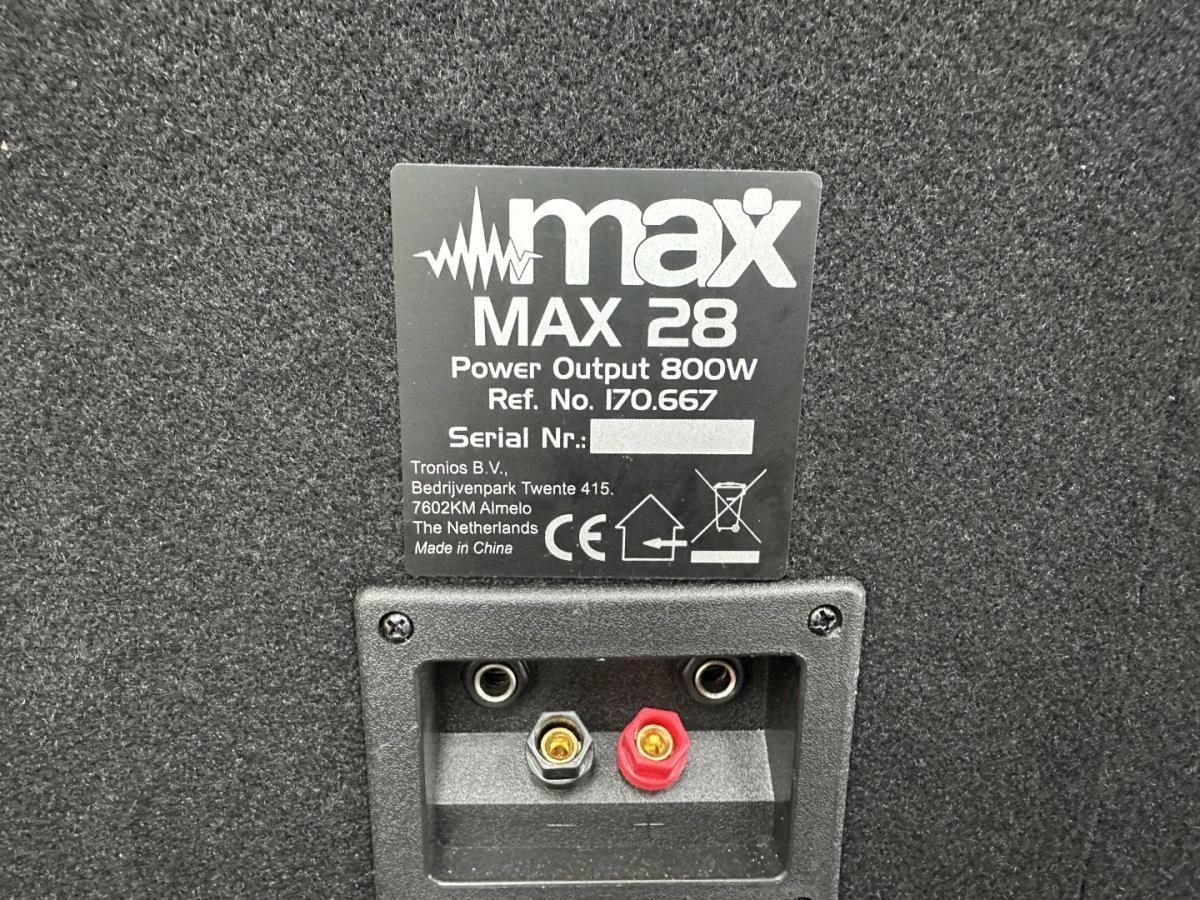 max
MAX 28
Power Output 800W
Ref. No. 170.667
Serial Nr.:
Tronios B.V.,
Bedrijvenpark Twente 415.
7602KM Almelo
The Netherlands
Made in China
CE
- +